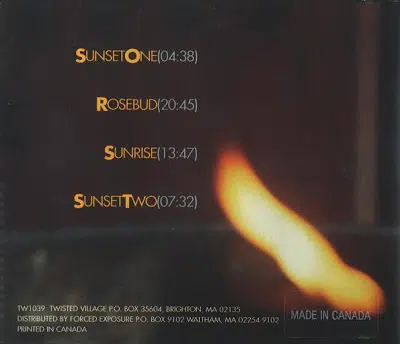 SUNSETONE(04:38)
ROSEBUD(20:45)
SUNRISE(13:47)
SUNSETTWO(07:32)
TW1039 TWISTED VILLAGE P.O. BOX 35604, BRIGHTON, MA 02135
DISTRIBUTED BY FORCED EXPOSURE P.O. BOX 9102 WALTHAM, MA 02254 9102
PRINTED IN CANADA
MADE IN CANADA